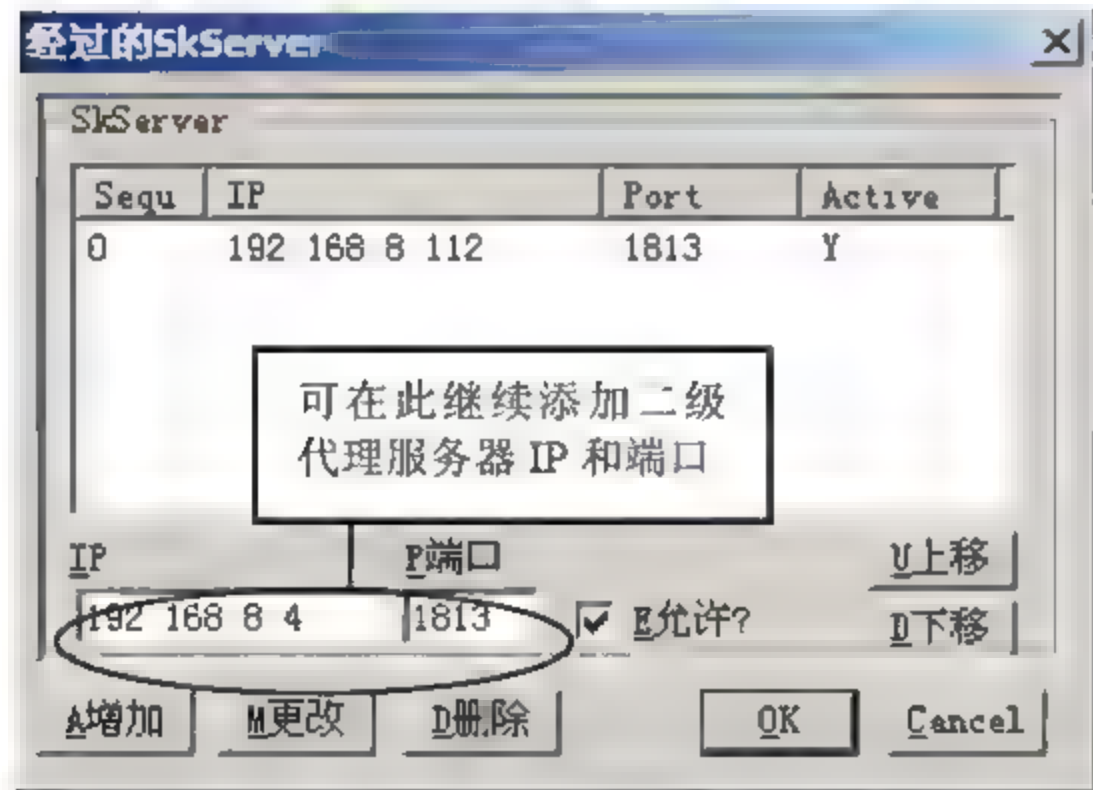 经过的SkServer
SkServer
Sequ IP Port Active
0 192 168 8 112 1813 Y
可在此继续添加二级
代理服务器 IP 和端口
IP P端口 U上移
192 168 8 4 1813 E允许? D下移
A增加 M更改 D删除 OK Cancel